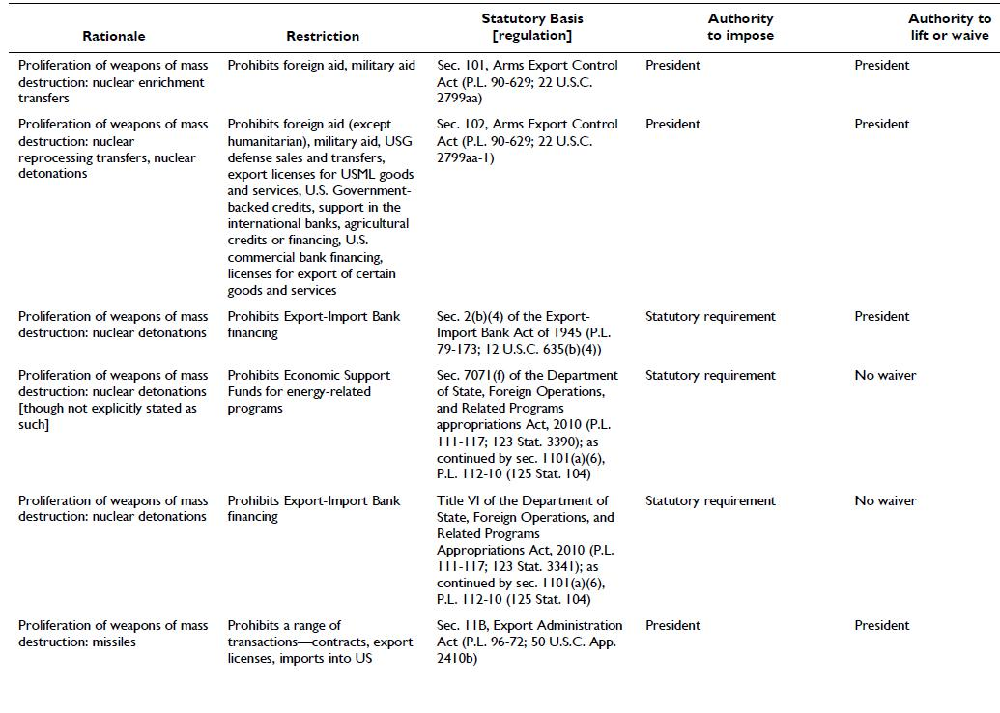 Rationale
Restriction
Statutory Basis
[regulation]
Authority
to impose
Authority to
lift or waive
Proliferation of weapons of mass
destruction: nuclear enrichment
transfers
Prohibits foreign aid, military aid
Sec. 101, Arms Export Control
Act (P.L. 90-629; 22 U.S.C.
2799aa)
President
President
Proliferation of weapons of mass
destruction: nuclear
reprocessing transfers, nuclear
detonations
Prohibits foreign aid (except
humanitarian), military aid, USG
defense sales and transfers,
export licenses for USML goods
and services, U.S. Government-
backed credits, support in the
international banks, agricultural
credits or financing, U.S.
commercial bank financing,
licenses for export of certain
goods and services
Sec. 102, Arms Export Control
Act (P.L. 90-629; 22 U.S.C.
2799aa-1)
President
President
Proliferation of weapons of mass
destruction: nuclear detonations
Prohibits Export-Import Bank
financing
Sec. 2(b)(4) of the Export-
Import Bank Act of 1945 (P.L.
79-173; 12 U.S.C. 635(b)(4))
Statutory requirement
President
Proliferation of weapons of mass
destruction: nuclear detonations
[though not explicitly stated as
such]
Prohibits Economic Support
Funds for energy-related
programs
Sec. 7071(f) of the Department
of State, Foreign Operations,
and Related Programs
appropriations Act, 2010 (P.L.
111-117; 123 Stat. 3390); as
continued by sec. 1101(a)(6),
P.L. 112-10 (125 Stat. 104)
Statutory requirement
No waiver
Proliferation of weapons of mass
destruction: nuclear detonations
Prohibits Export-Import Bank
financing
Title VI of the Department of
State, Foreign Operations, and
Related Programs
Appropriations Act, 2010 (P.L.
111-117; 123 Stat. 3341); as
continued by sec. 1101(a)(6),
P.L. 112-10 (125 Stat. 104)
Statutory requirement
No waiver
Proliferation of weapons of mass
destruction: missiles
Prohibits a range of
transactions—contracts, export
licenses, imports into US
Sec. 11B, Export Administration
Act (P.L. 96-72; 50 U.S.C. App.
2410b)
President
President